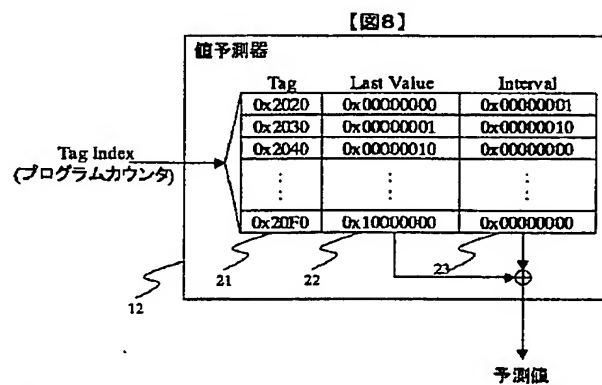 【図8】
値予測器
Tag Last Value Interval
0x2020 0x00000000 0x00000001
0x2030 0x00000001 0x00000010
0x2040 0x00000010 0x00000000
⋮ ⋮ ⋮
0x20F0 0x10000000 0x00000000
Tag Index
(プログラムカウンタ)
21 22 23
12
予測値